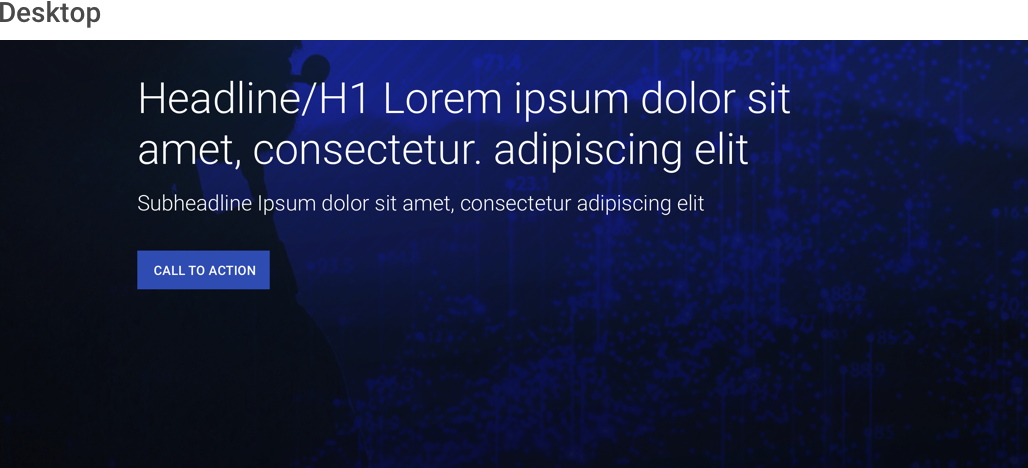 Desktop
Headline/H1 Lorem ipsum dolor sit
amet, consectetur. adipiscing elit
Subheadline Ipsum dolor sit amet, consectetur adipiscing elit
CALL TO ACTION